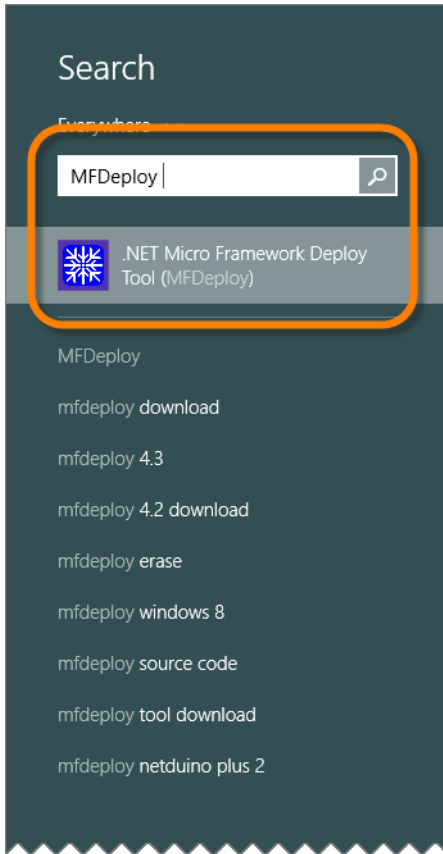 Search
Everywhere
MFDeploy
.NET Micro Framework Deploy
Tool (MFDeploy)
MFDeploy
mfdeploy download
mfdeploy 4.3
mfdeploy 4.2 download
mfdeploy erase
mfdeploy windows 8
mfdeploy source code
mfdeploy tool download
mfdeploy netduino plus 2